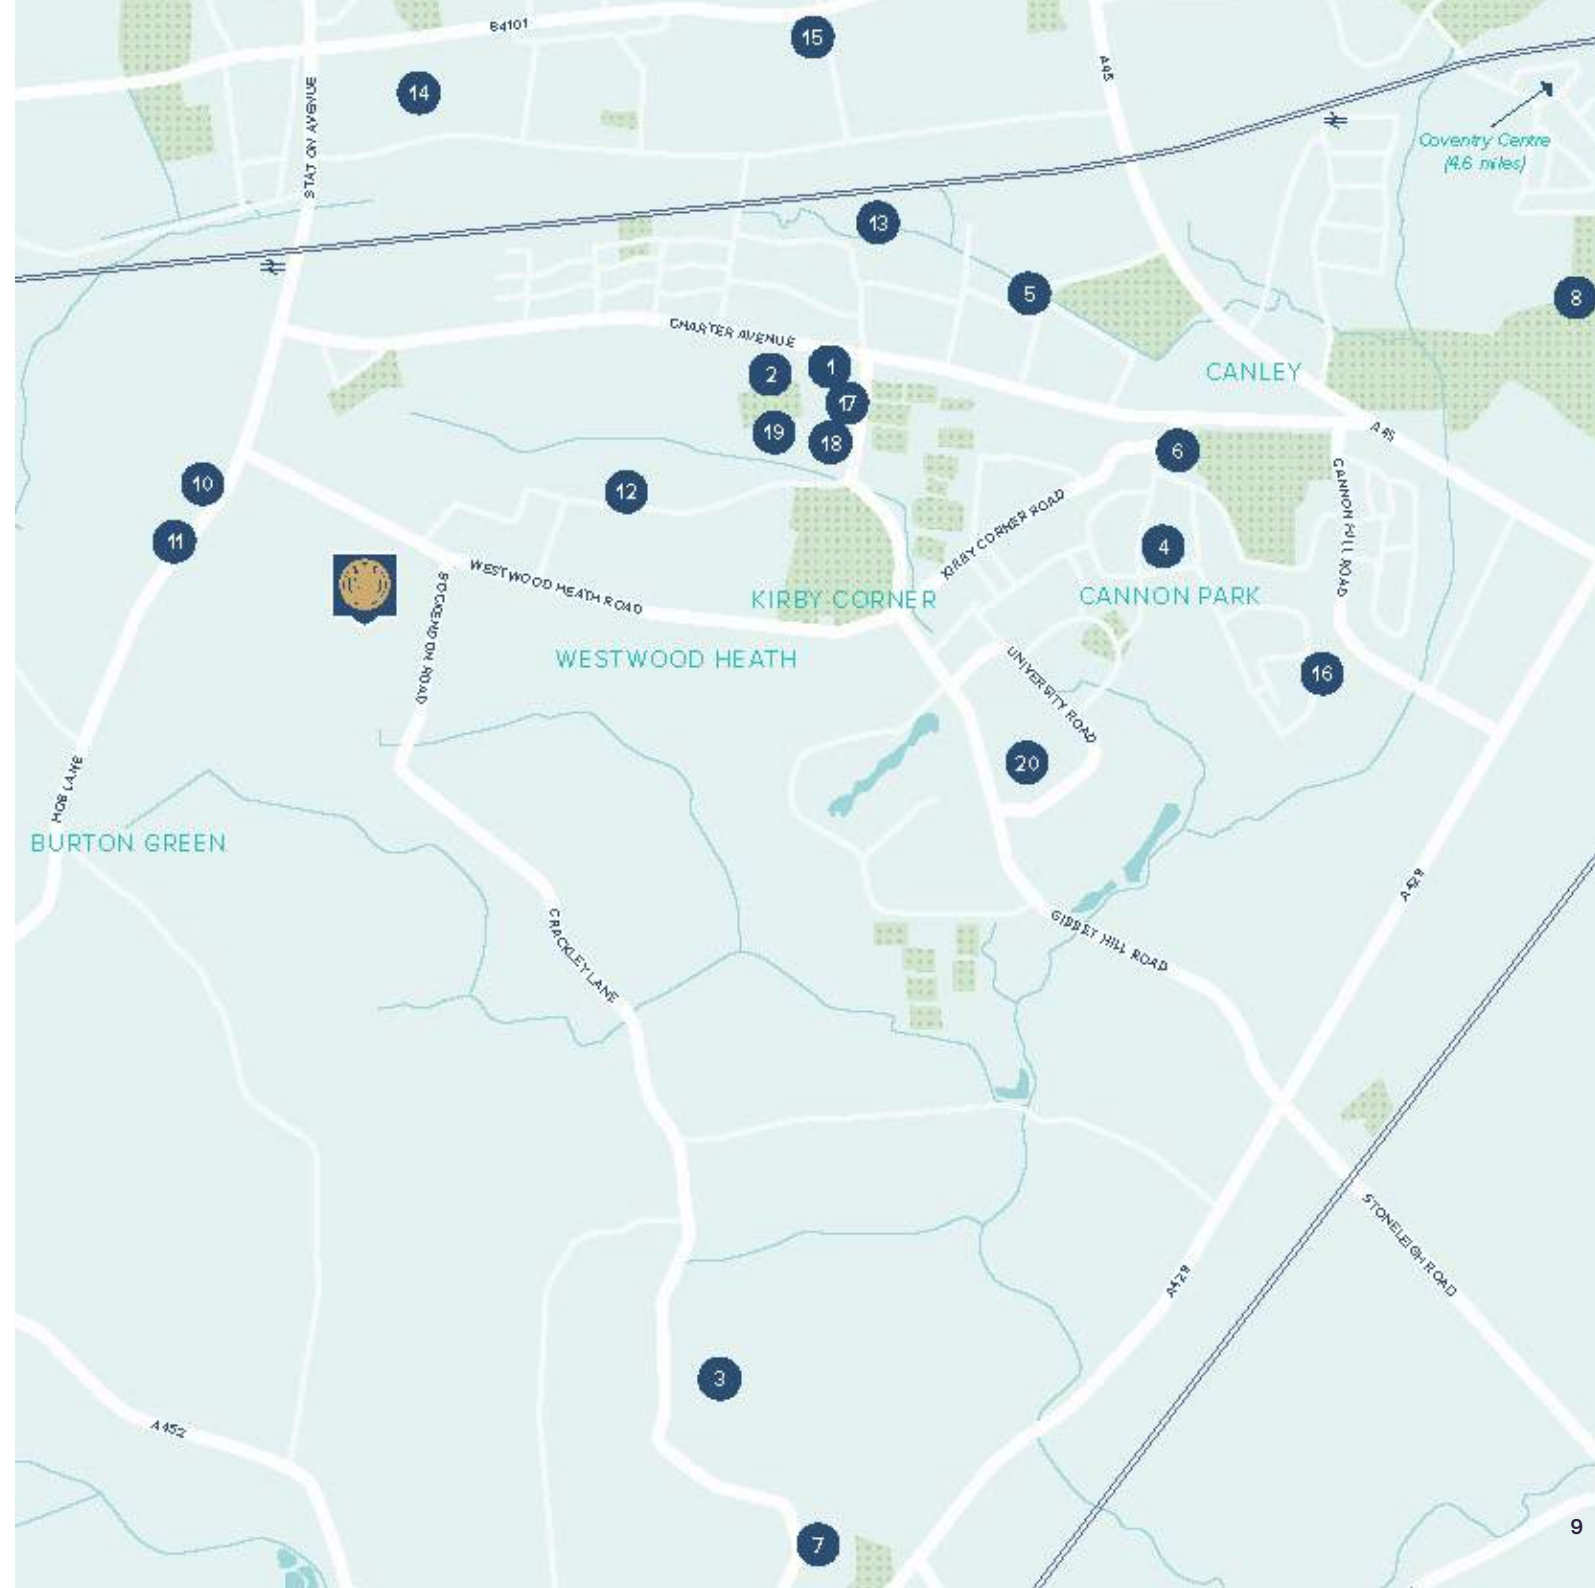 B4101
15
14
STATION AVENUE
A45
Coventry Centre
(4.6 miles)
13
5
8
CHARTER AVENUE
2
1
17
CANLEY
19
18
A45
6
10
12
CANNON HILL ROAD
11
KIRBY CORNER ROAD
4
WESTWOOD HEATH ROAD
BOCKENDON ROAD
KIRBY CORNER
CANNON PARK
WESTWOOD HEATH
UNIVERSITY ROAD
16
20
HOB LANE
BURTON GREEN
A429
CRACKLEY LANE
GIBBET HILL ROAD
STONELEIGH ROAD
A429
3
A452
7
9